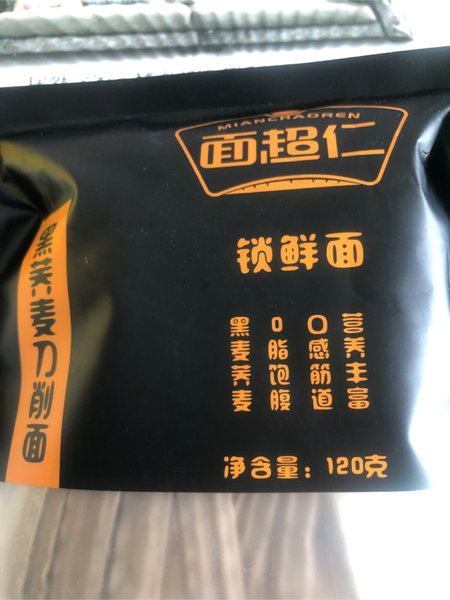 MIANCHAOREN
面超仁
锁鲜面
黑麦荞麦
0脂饱腹
口感筋道
营养丰富
净含量：120克
黑荞麦刀削面